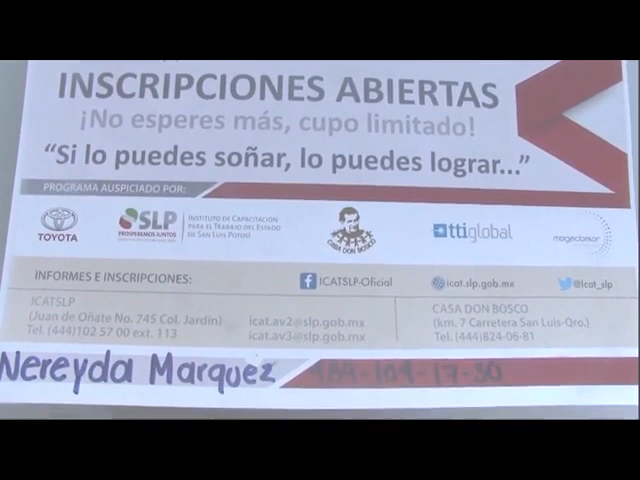 INSCRIPCIONES ABIERTAS
¡No esperes más, cupo limitado!
“Si lo puedes soñar, lo puedes lograr...”
PROGRAMA AUSPICIADO POR:
TOYOTA
SLP
PROSPEREMOS JUNTOS
INSTITUTO DE CAPACITACIÓN
PARA EL TRABAJO DEL ESTADO
DE SAN LUIS POTOSÍ
CASA DON BOSCO
ttiglobal
INFORMES E INSCRIPCIONES:
ICATSLP-Oficial
icat.slp.gob.mx
@Icat_slp
ICATSLP
(Juan de Oñate No. 745 Col. Jardín)
Tel. (444)102 57 00 ext. 113
icat.av2@slp.gob.mx
icat.av3@slp.gob.mx
CASA DON BOSCO
(km. 7 Carretera San Luis-Qro.)
Tel. (444)824-06-81
Nereyda Marquez